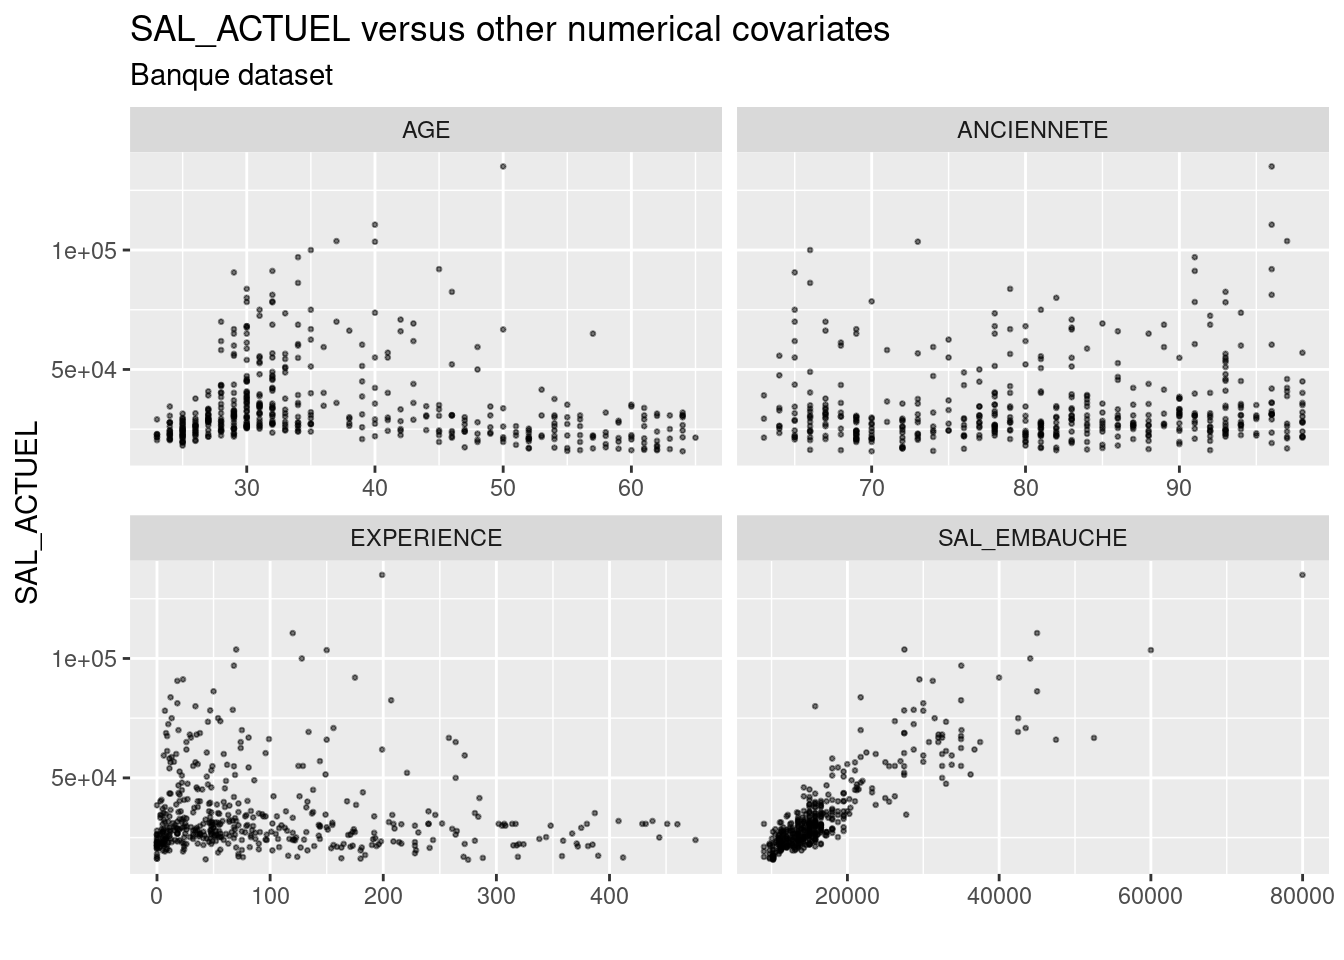 SAL_ACTUEL versus other numerical covariates
Banque dataset
AGE
ANCIENNETE
1e+05
5e+04
30 40 50 60
70 80 90
SAL_ACTUEL
EXPERIENCE
SAL_EMBAUCHE
1e+05
5e+04
0 100 200 300 400
20000 40000 60000 80000